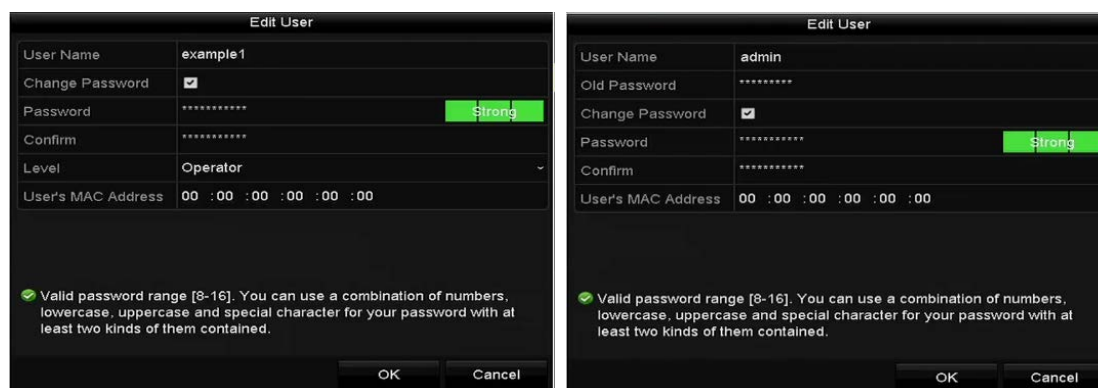 Edit User
User Name example1
Change Password
Password *********** Strong
Confirm ***********
Level Operator
User's MAC Address 00 :00 :00 :00 :00 :00
Valid password range [8-16]. You can use a combination of numbers,
lowercase, uppercase and special character for your password with at
least two kinds of them contained.
OK Cancel
Edit User
User Name admin
Old Password *********
Change Password
Password *********** Strong
Confirm ***********
User's MAC Address 00 :00 :00 :00 :00 :00
Valid password range [8-16]. You can use a combination of numbers,
lowercase, uppercase and special character for your password with at
least two kinds of them contained.
OK Cancel